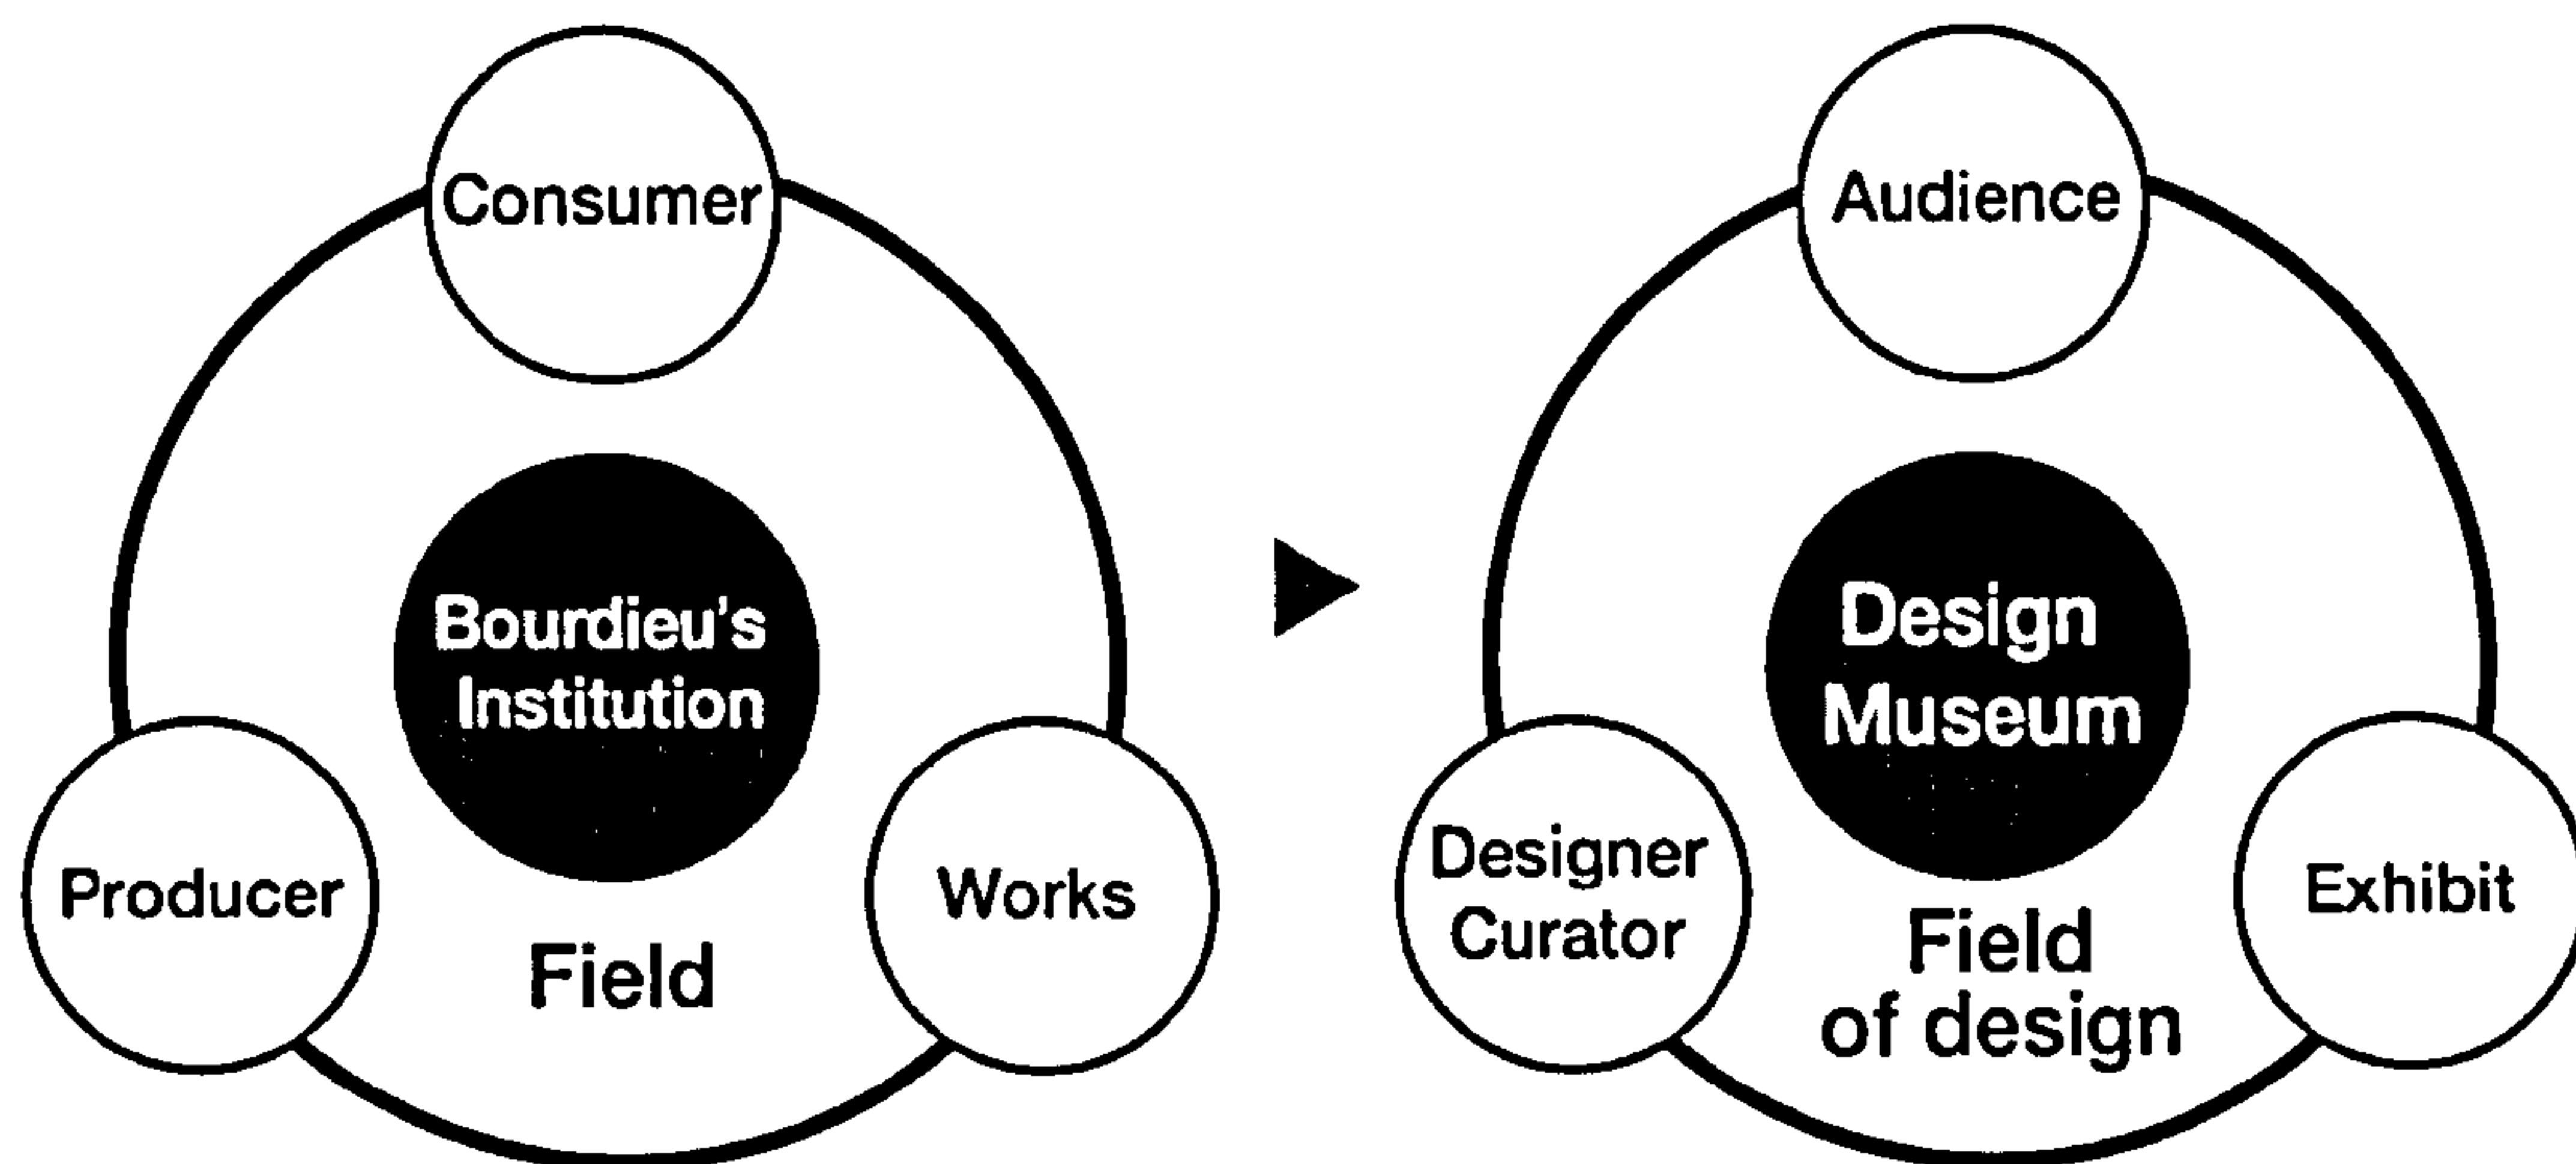 Consumer
Bourdieu's
Institution
Producer
Works
Field
Audience
Design
Museum
Designer
Curator
Exhibit
Field
of design